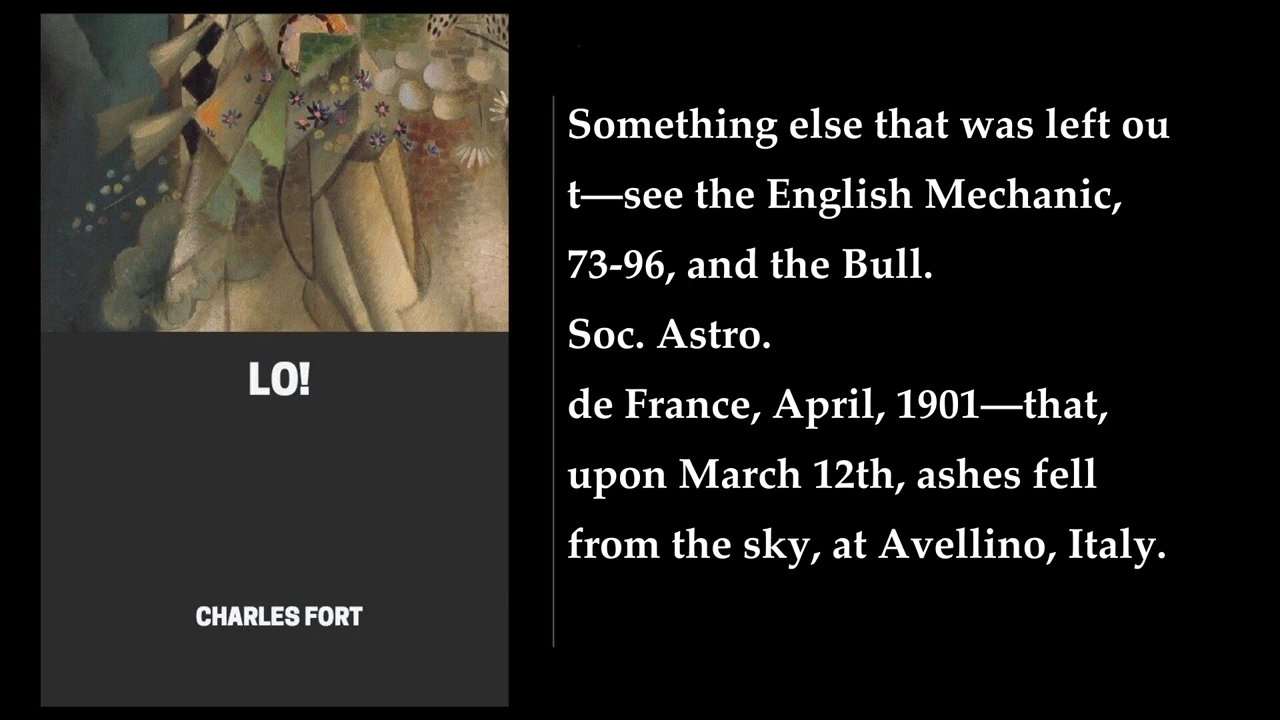 LO!
CHARLES FORT
Something else that was left ou
t—see the English Mechanic,
73-96, and the Bull.
Soc. Astro.
de France, April, 1901—that,
upon March 12th, ashes fell
from the sky, at Avellino, Italy.